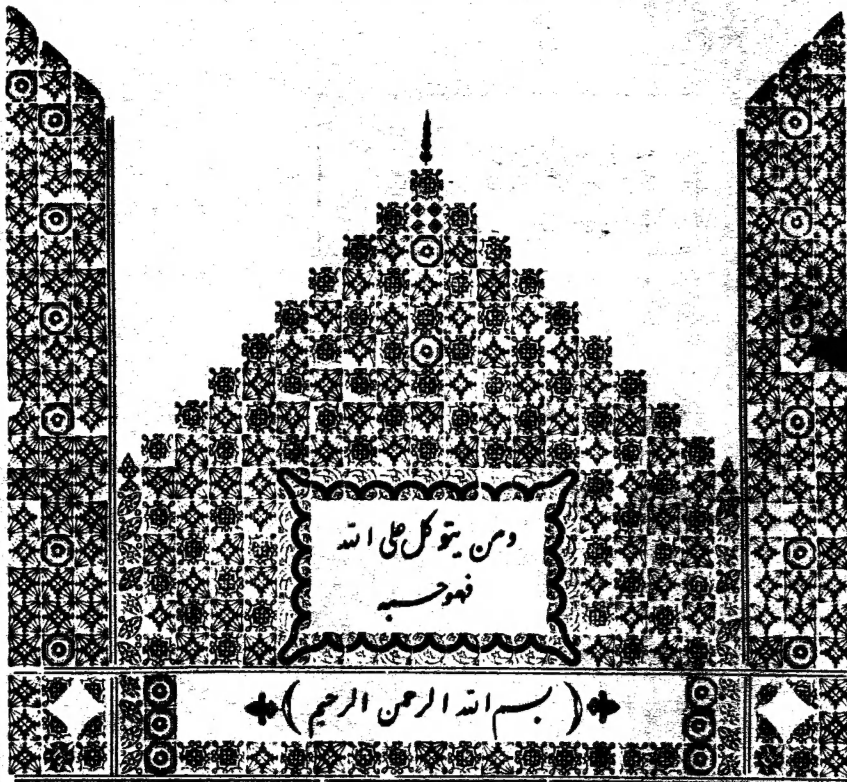 ومن يتوكل على الله
فهو حسبه
(بسم الله الرحمن الرحيم)